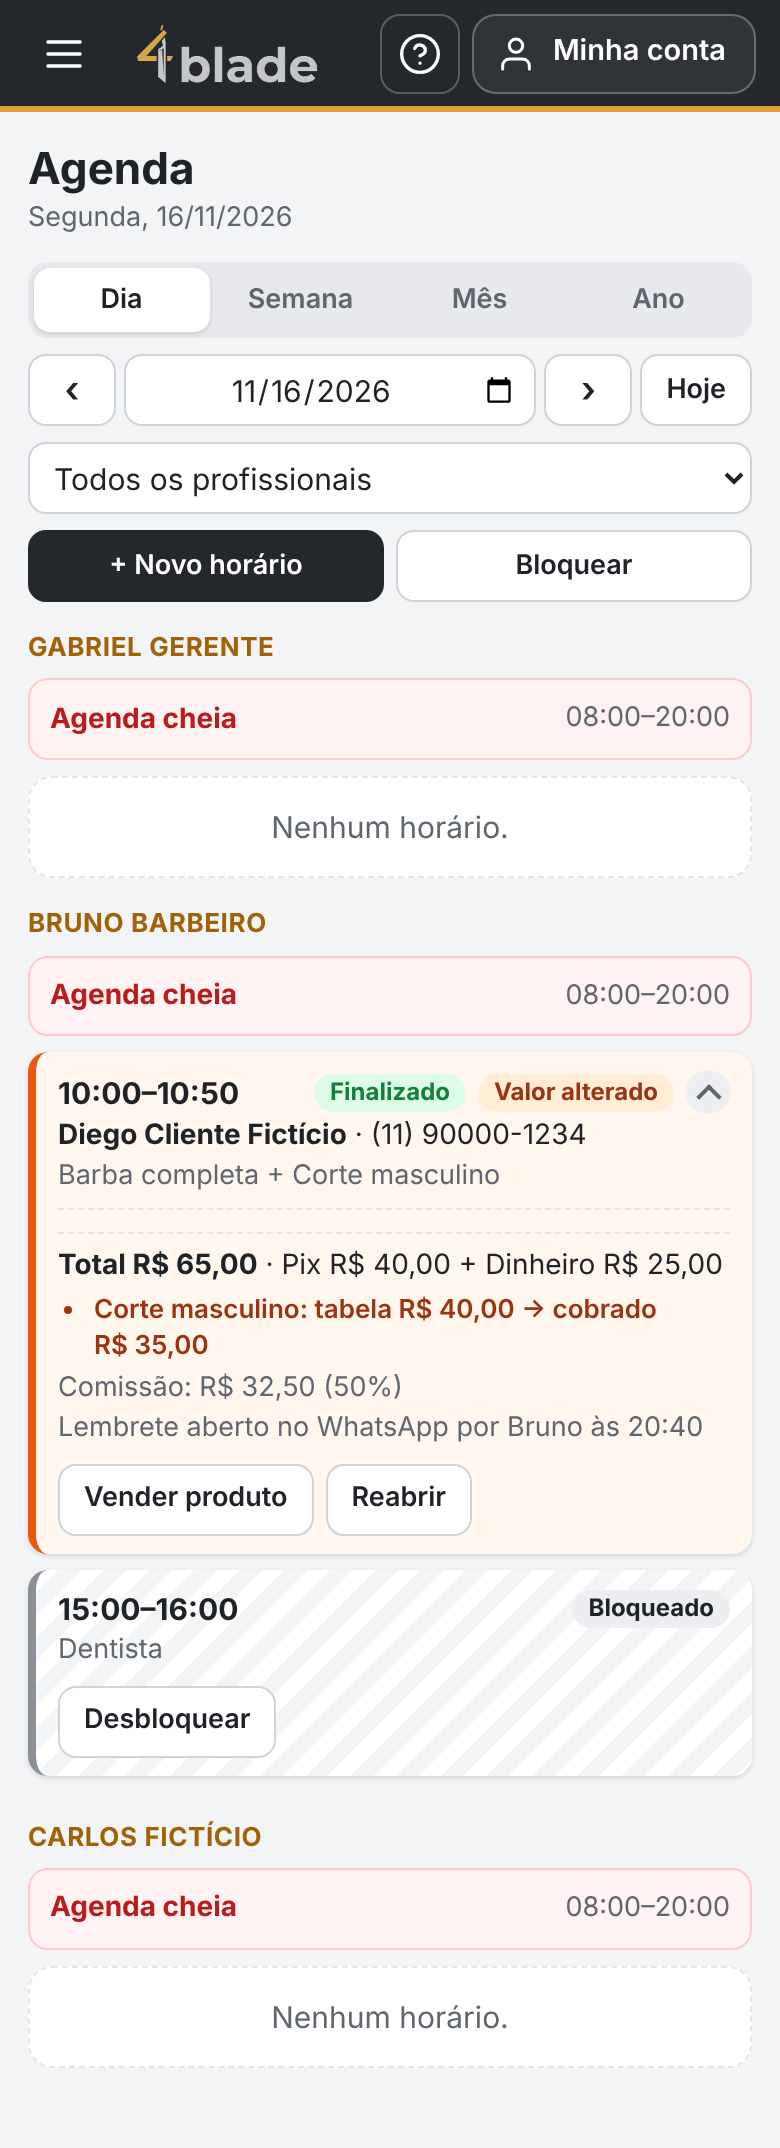 4blade
Minha conta
Agenda
Segunda, 16/11/2026
Dia Semana Mês Ano
‹ 11/16/2026 › Hoje
Todos os profissionais
+ Novo horário Bloquear
GABRIEL GERENTE
Agenda cheia 08:00–20:00
Nenhum horário.
BRUNO BARBEIRO
Agenda cheia 08:00–20:00
10:00–10:50 Finalizado Valor alterado
Diego Cliente Fictício · (11) 90000-1234
Barba completa + Corte masculino
Total R$ 65,00 · Pix R$ 40,00 + Dinheiro R$ 25,00
• Corte masculino: tabela R$ 40,00 → cobrado
R$ 35,00
Comissão: R$ 32,50 (50%)
Lembrete aberto no WhatsApp por Bruno às 20:40
Vender produto Reabrir
15:00–16:00 Bloqueado
Dentista
Desbloquear
CARLOS FICTÍCIO
Agenda cheia 08:00–20:00
Nenhum horário.